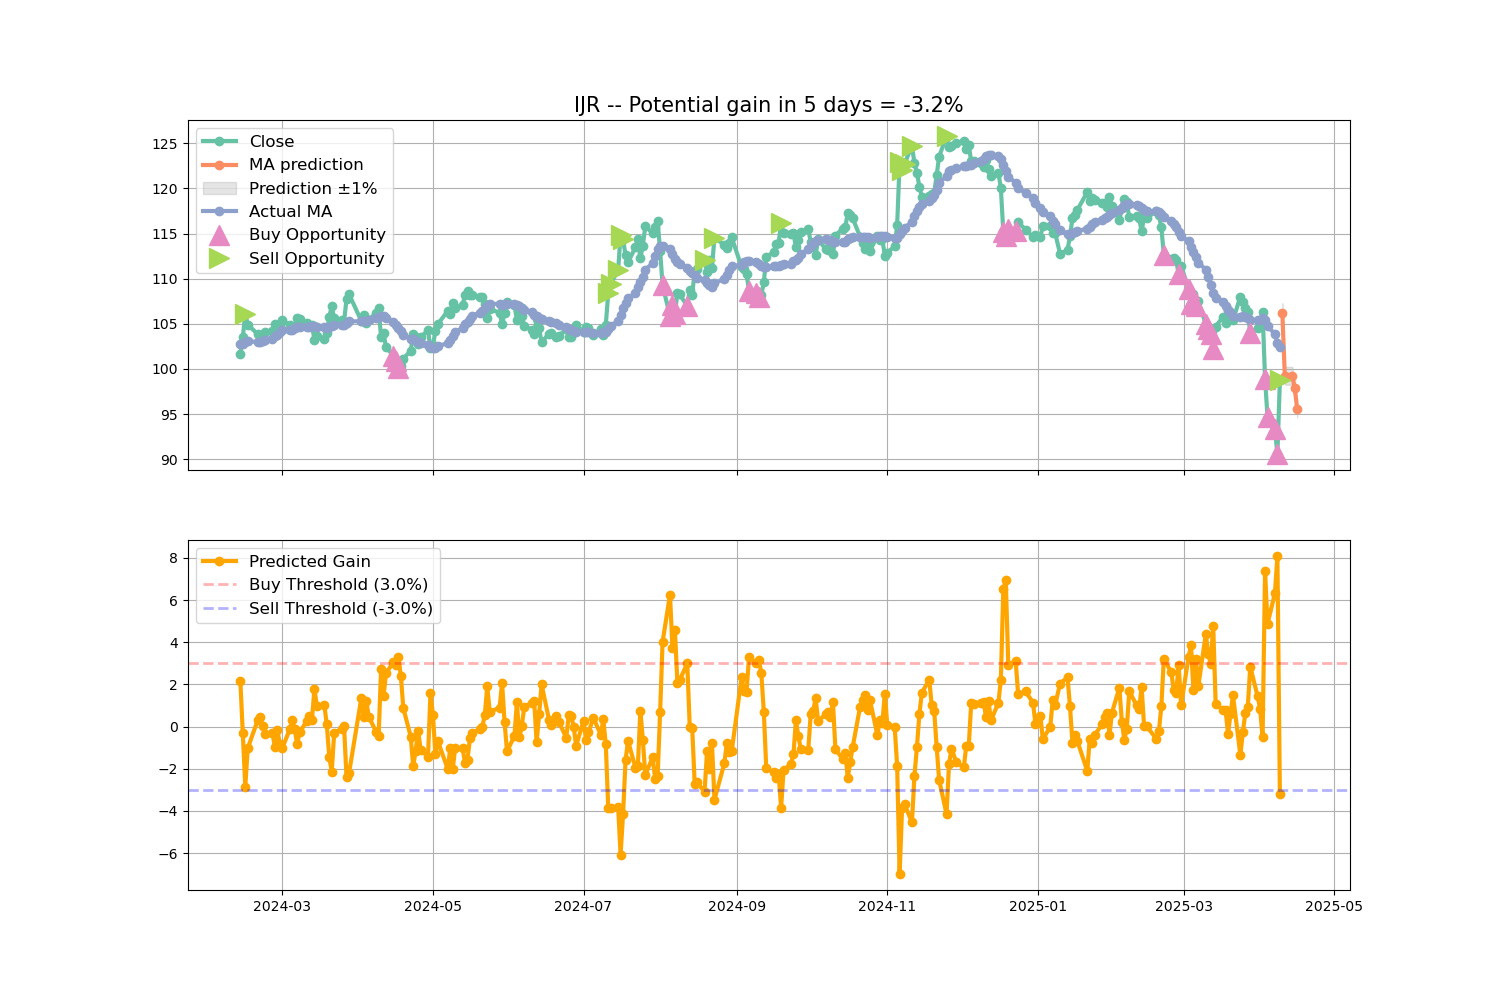 IJR -- Potential gain in 5 days = -3.2%
125
120
115
110
105
100
95
90
Close
MA prediction
Prediction ±1%
Actual MA
Buy Opportunity
Sell Opportunity
8
6
4
2
0
−2
−4
−6
Predicted Gain
Buy Threshold (3.0%)
Sell Threshold (-3.0%)
2024-03
2024-05
2024-07
2024-09
2024-11
2025-01
2025-03
2025-05